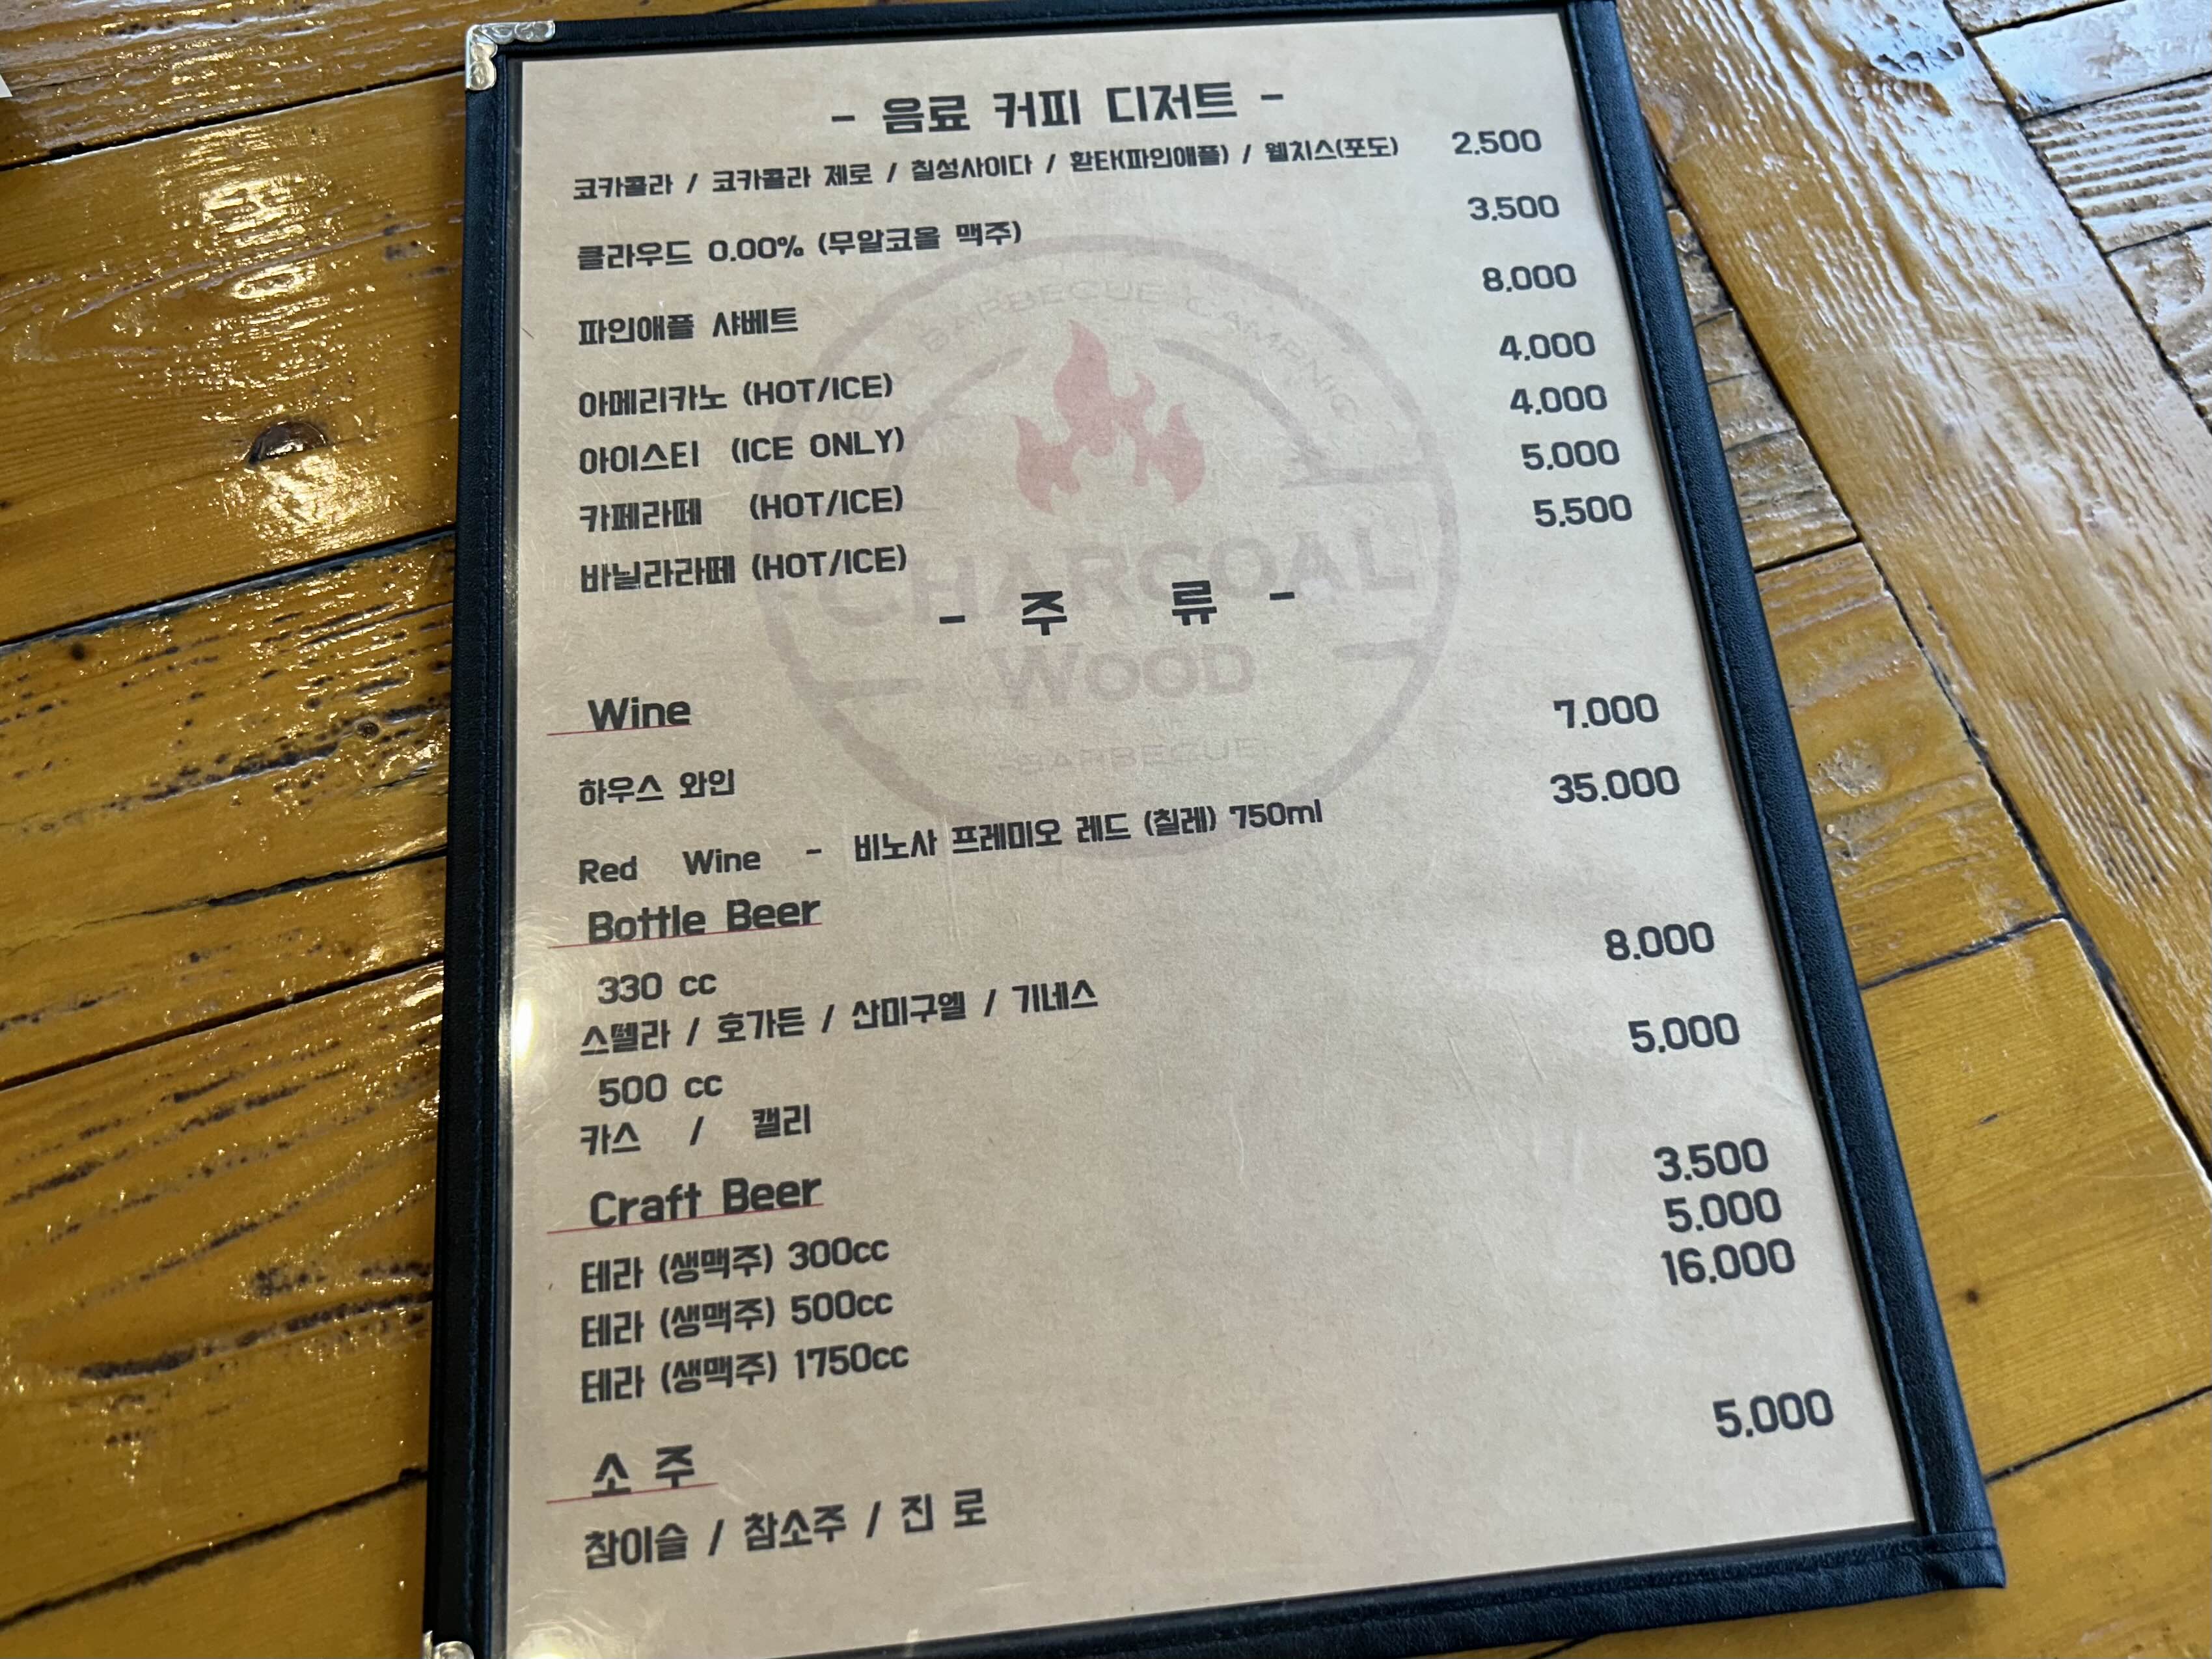 - 음료 커피 디저트 -
코카콜라 / 코카콜라 제로 / 칠성사이다 / 환타(파인애플) / 웰치스(포도) 2.500
클라우드 0.00% (무알코올 맥주) 3.500
파인애플 샤베트 8.000
아메리카노 (HOT/ICE) 4.000
아이스티 (ICE ONLY) 4.000
카페라떼 (HOT/ICE) 5.000
바닐라라떼 (HOT/ICE) 5.500
BARBECUE CAMPNIC
CHARCOAL
WOOD
BARBECUE
- 주 류 -
Wine
하우스 와인 7.000
Red Wine - 비노사 프레미오 레드 (칠레) 750ml 35.000
Bottle Beer
330 cc
스텔라 / 호가든 / 산미구엘 / 기네스 8.000
500 cc
카스 / 캘리 5,000
Craft Beer
테라 (생맥주) 300cc 3.500
테라 (생맥주) 500cc 5.000
테라 (생맥주) 1750cc 16.000
소 주
참이슬 / 참소주 / 진 로 5,000